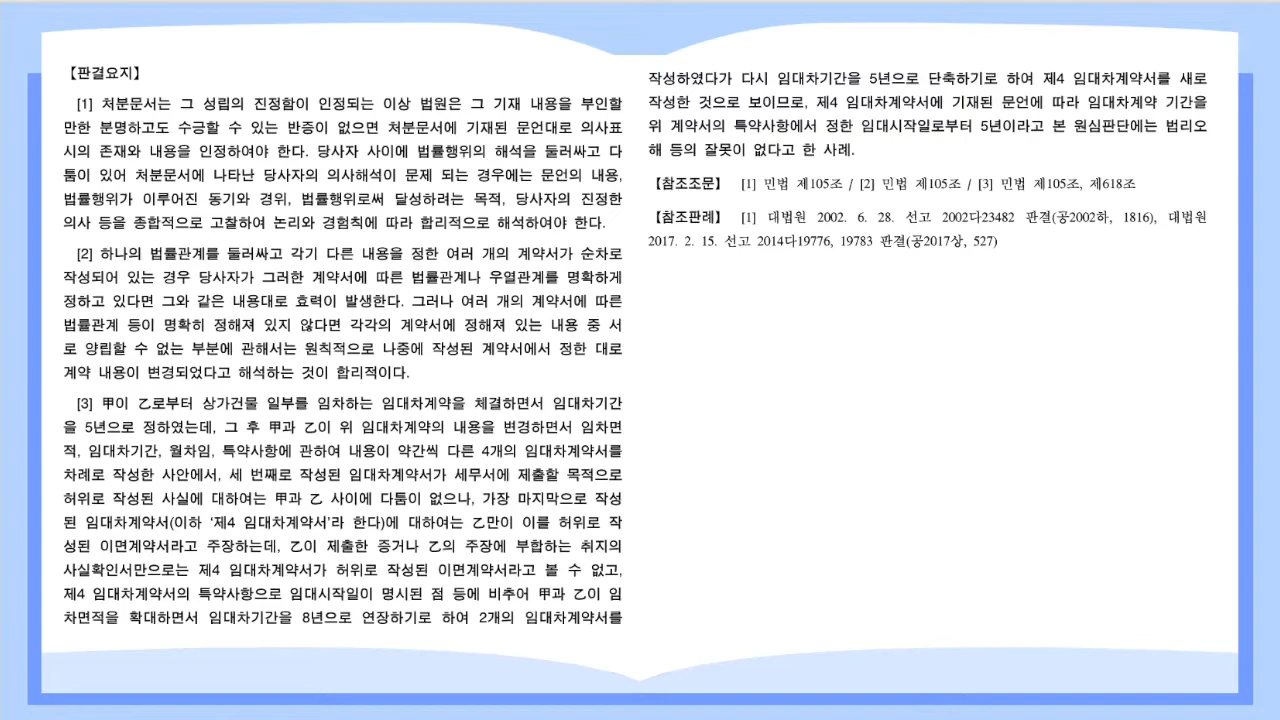 【판결요지】
[1] 처분문서는 그 성립의 진정함이 인정되는 이상 법원은 그 기재 내용을 부인할
만한 분명하고도 수긍할 수 있는 반증이 없으면 처분문서에 기재된 문언대로 의사표
시의 존재와 내용을 인정하여야 한다. 당사자 사이에 법률행위의 해석을 둘러싸고 다
툼이 있어 처분문서에 나타난 당사자의 의사해석이 문제 되는 경우에는 문언의 내용,
법률행위가 이루어진 동기와 경위, 법률행위로써 달성하려는 목적, 당사자의 진정한
의사 등을 종합적으로 고찰하여 논리와 경험칙에 따라 합리적으로 해석하여야 한다.
[2] 하나의 법률관계를 둘러싸고 각기 다른 내용을 정한 여러 개의 계약서가 순차로
작성되어 있는 경우 당사자가 그러한 계약서에 따른 법률관계나 우열관계를 명확하게
정하고 있다면 그와 같은 내용대로 효력이 발생한다. 그러나 여러 개의 계약서에 따른
법률관계 등이 명확히 정해져 있지 않다면 각각의 계약서에 정해져 있는 내용 중 서
로 양립할 수 없는 부분에 관해서는 원칙적으로 나중에 작성된 계약서에서 정한 대로
계약 내용이 변경되었다고 해석하는 것이 합리적이다.
[3] 甲이 乙로부터 상가건물 일부를 임차하는 임대차계약을 체결하면서 임대차기간
을 5년으로 정하였는데, 그 후 甲과 乙이 위 임대차계약의 내용을 변경하면서 임차면
적, 임대차기간, 월차임, 특약사항에 관하여 내용이 약간씩 다른 4개의 임대차계약서를
차례로 작성한 사안에서, 세 번째로 작성된 임대차계약서가 세무서에 제출할 목적으로
허위로 작성된 사실에 대하여는 甲과 乙 사이에 다툼이 없으나, 가장 마지막으로 작성
된 임대차계약서(이하 '제4 임대차계약서'라 한다)에 대하여는 乙만이 이를 허위로 작
성된 이면계약서라고 주장하는데, 乙이 제출한 증거나 乙의 주장에 부합하는 취지의
사실확인서만으로는 제4 임대차계약서가 허위로 작성된 이면계약서라고 볼 수 없고,
제4 임대차계약서의 특약사항으로 임대시작일이 명시된 점 등에 비추어 甲과 乙이 임
차면적을 확대하면서 임대차기간을 8년으로 연장하기로 하여 2개의 임대차계약서를
작성하였다가 다시 임대차기간을 5년으로 단축하기로 하여 제4 임대차계약서를 새로
작성한 것으로 보이므로, 제4 임대차계약서에 기재된 문언에 따라 임대차계약 기간을
위 계약서의 특약사항에서 정한 임대시작일로부터 5년이라고 본 원심판단에는 법리오
해 등의 잘못이 없다고 한 사례.
【참조조문】 [1] 민법 제105조 / [2] 민법 제105조 / [3] 민법 제105조, 제618조
【참조판례】 [1] 대법원 2002. 6. 28. 선고 2002다23482 판결(공2002하, 1816), 대법원
2017. 2. 15. 선고 2014다19776, 19783 판결(공2017상, 527)